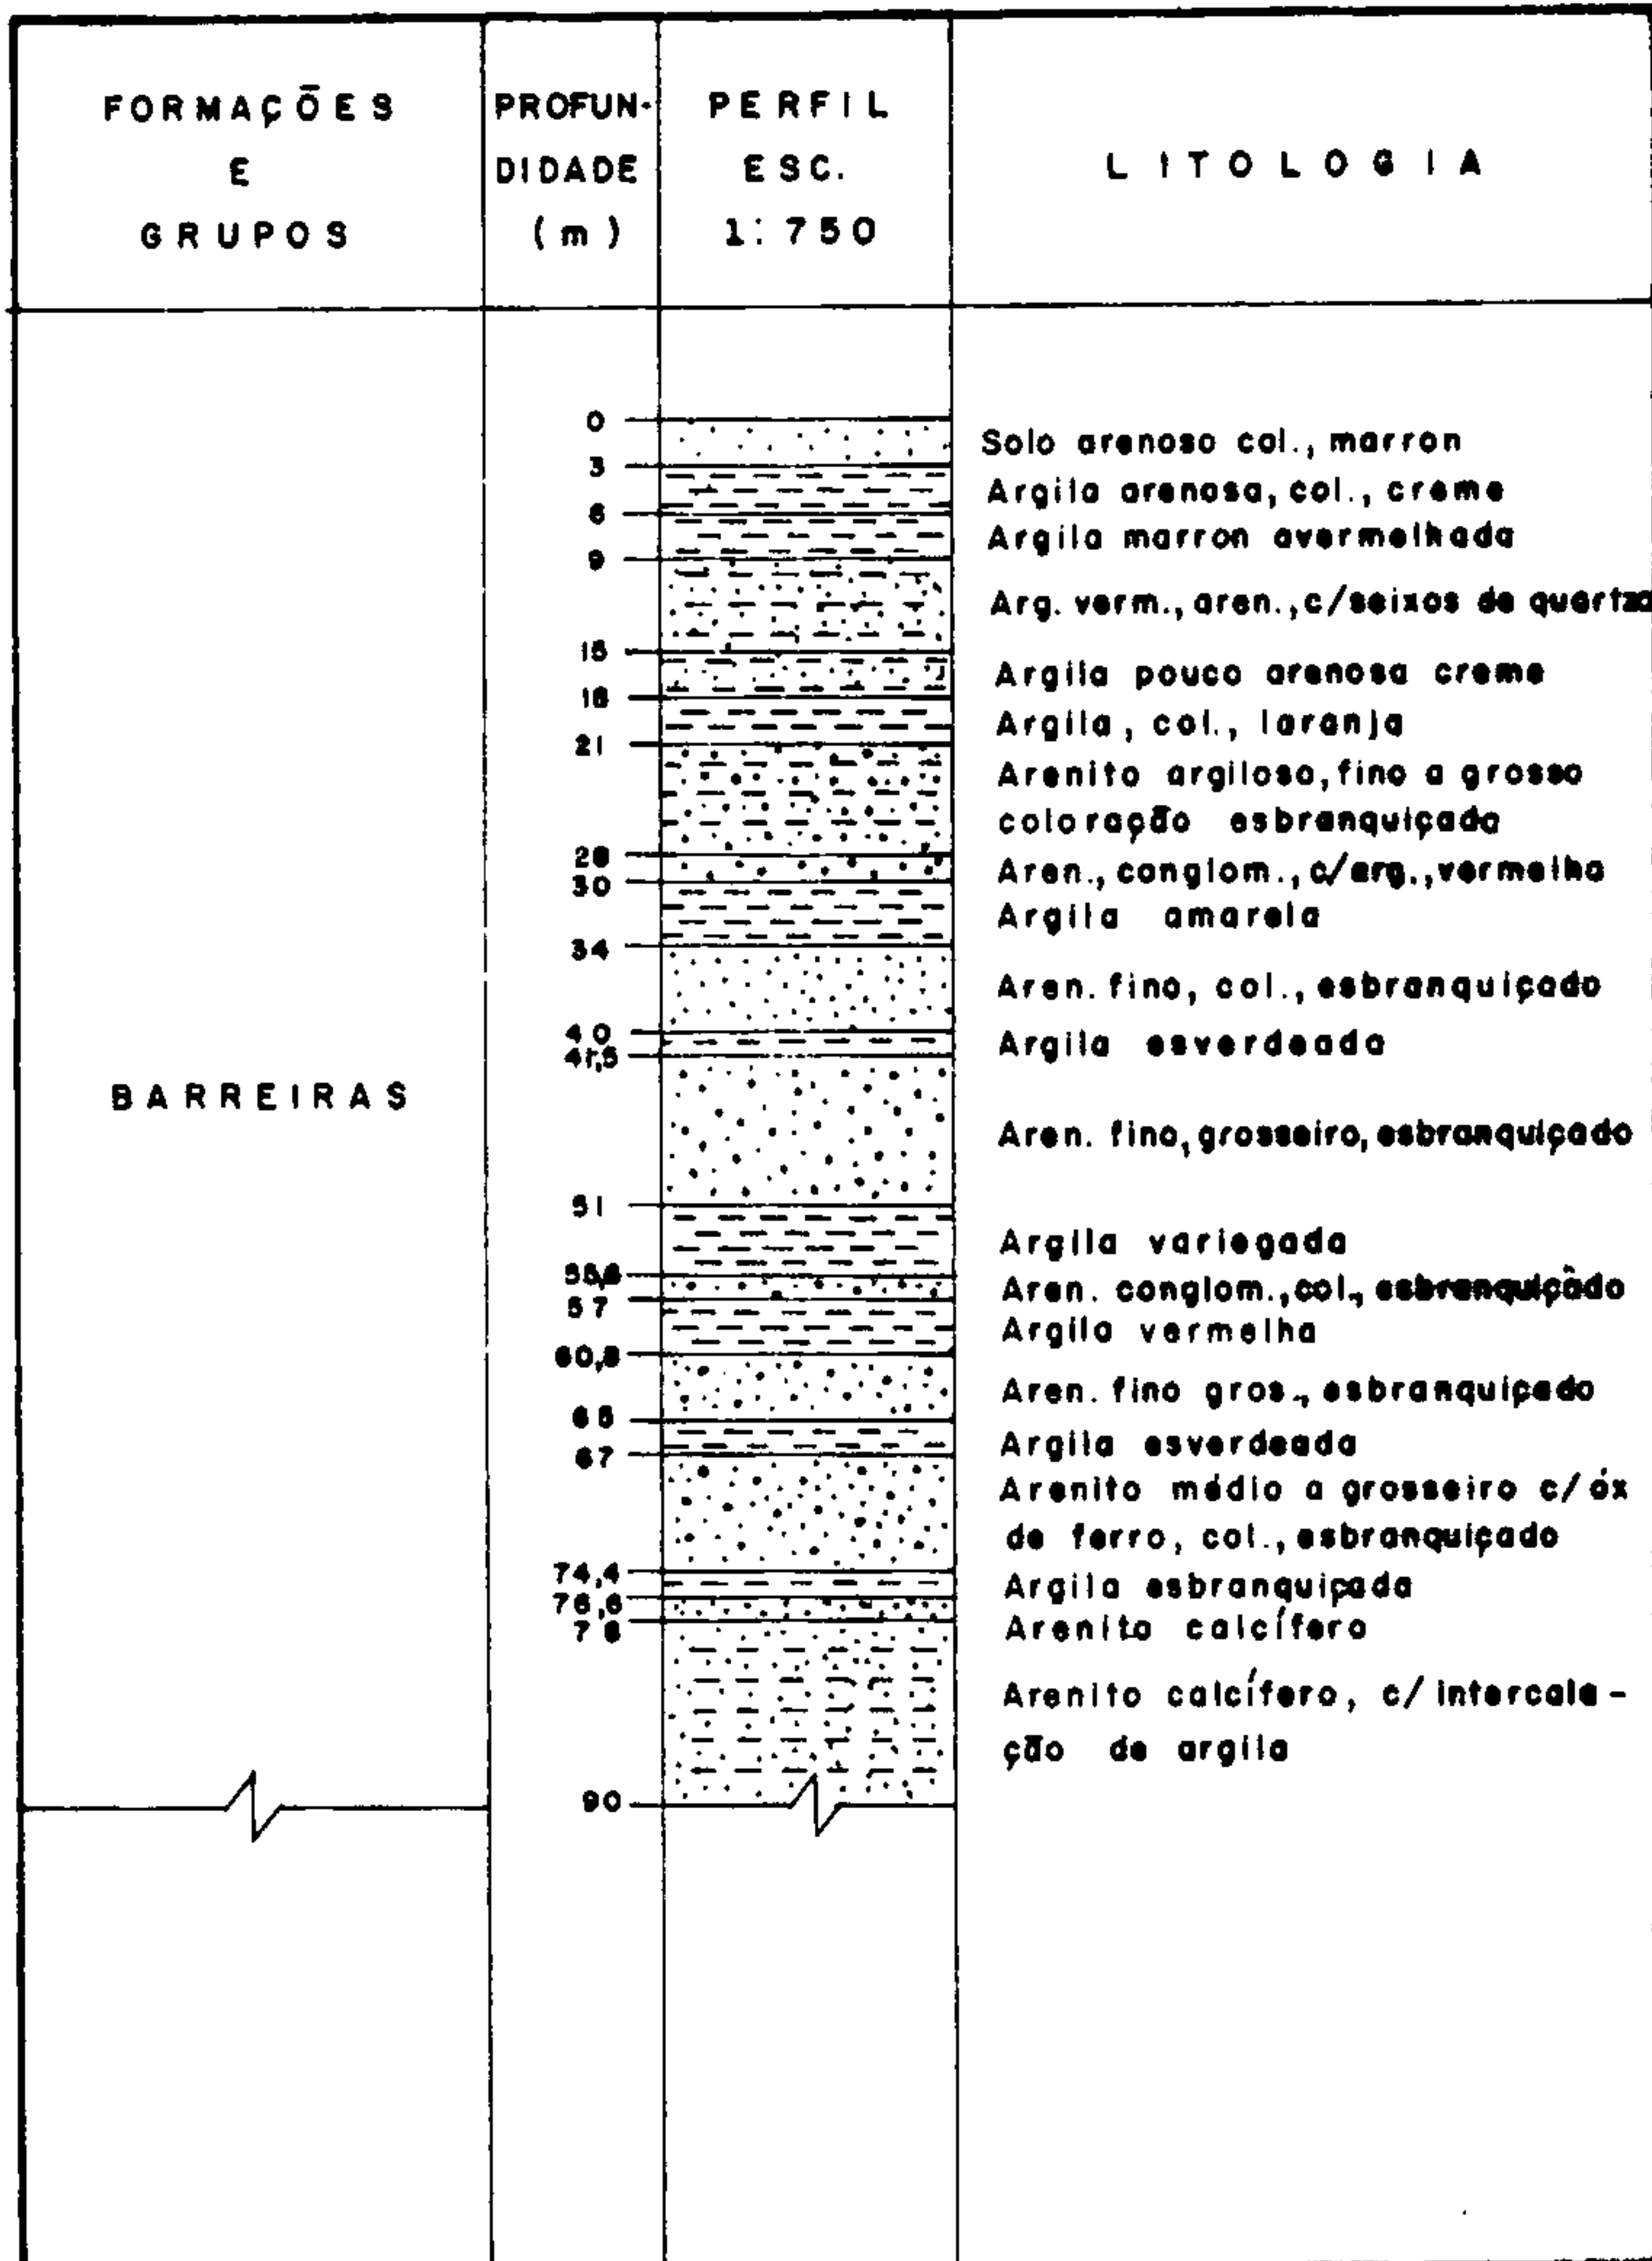 FORMAÇÕES
E
GRUPOS
PROFUN-
DIDADE
(m)
PERFIL
ESC.
1:750
LITOLOGIA
0
Solo arenoso col., marron
3
Argila arenosa, col., creme
6
Argila marron avermelhada
9
Arg. verm., aren., c/seixos de quartzo
15
Argila pouco arenosa creme
18
Argila, col., laranja
21
Arenito argiloso, fino a grosso
coloração esbranquiçada
28
Aren., conglom., c/arg., vermelha
30
Argila amarela
34
Aren. fino, col., esbranquiçado
40
Argila esverdeada
41,5
BARREIRAS
Aren. fino, grosseiro, esbranquiçado
51
Argila variegada
Aren. conglom., col., esbranquiçado
57
Argila vermelha
60,8
Aren. fino gros., esbranquiçado
65
Argila esverdeada
67
Arenito médio a grosseiro c/óx
de ferro, col., esbranquiçado
74,4
Argila esbranquiçada
76,6
Arenito calcífero
78
Arenito calcífero, c/ intercala-
ção de argila
90